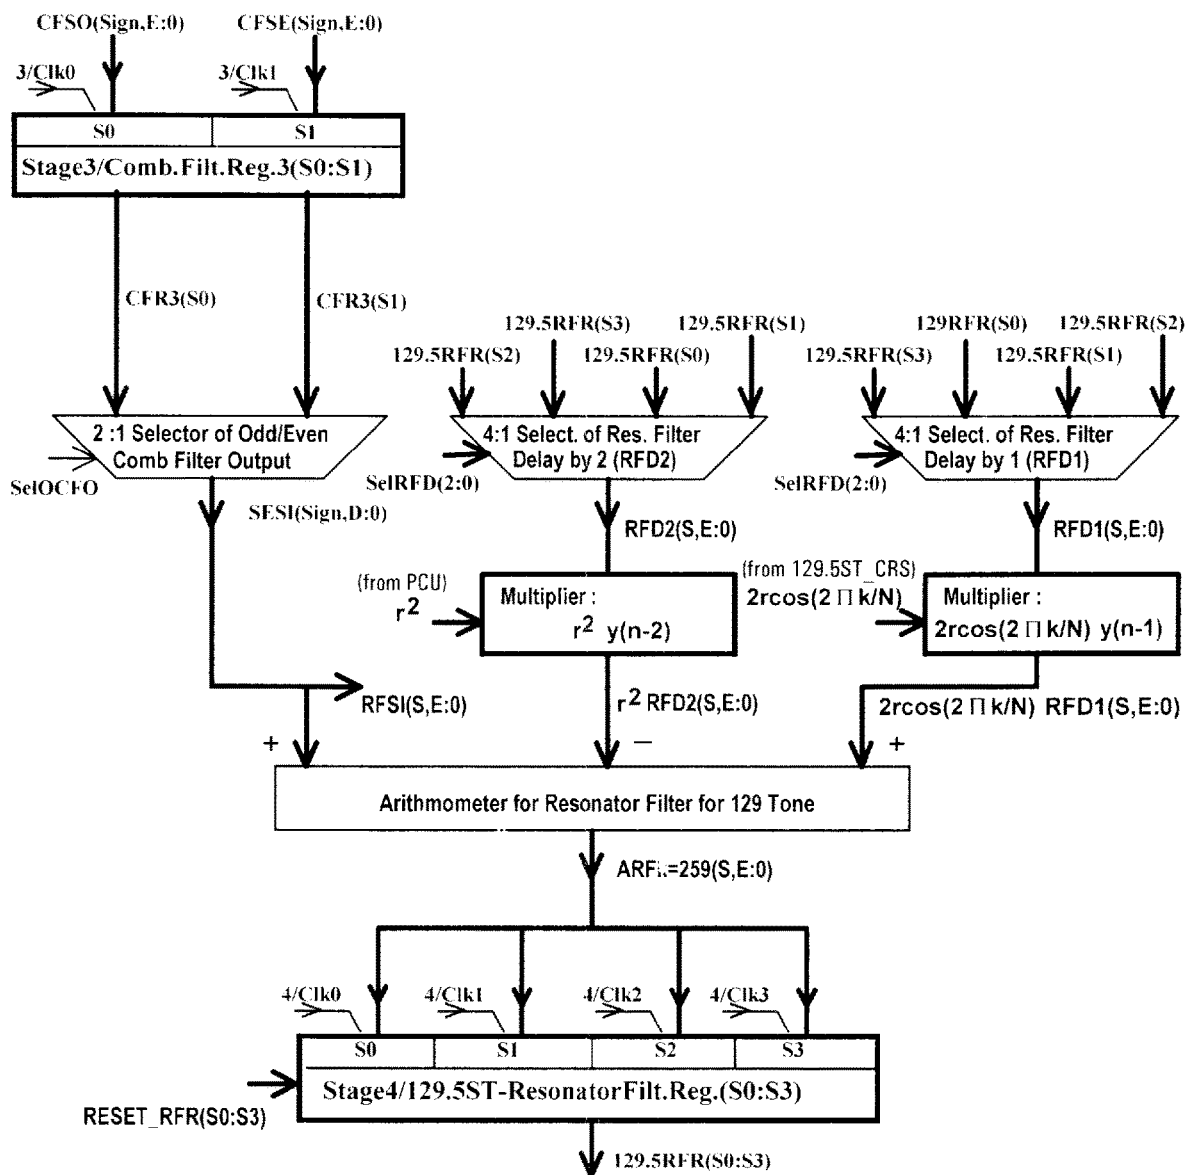 CFSO(Sign,E:0)
CFSE(Sign,E:0)
3/Clk0
3/Clk1
S0
S1
Stage3/Comb.Filt.Reg.3(S0:S1)
CFR3(S0)
CFR3(S1)
129.5RFR(S3)
129.5RFR(S1)
129RFR(S0)
129.5RFR(S2)
129.5RFR(S2)
129.5RFR(S0)
129.5RFR(S3)
129.5RFR(S1)
2 :1 Selector of Odd/Even
Comb Filter Output
4:1 Select. of Res. Filter
Delay by 2 (RFD2)
4:1 Select. of Res. Filter
Delay by 1 (RFD1)
SelOCFO
SelRFD(2:0)
SelRFD(2:0)
SESI(Sign,D:0)
RFD2(S,E:0)
RFD1(S,E:0)
(from PCU)
r²
Multiplier :
r² y(n-2)
(from 129.5ST_CRS)
2rcos(2 Π k/N)
Multiplier :
2rcos(2 Π k/N) y(n-1)
RFSI(S,E:0)
r² RFD2(S,E:0)
2rcos(2 Π k/N) RFD1(S,E:0)
+
−
+
Arithmometer for Resonator Filter for 129 Tone
4/Clk0
4/Clk1
4/Clk2
4/Clk3
S0
S1
S2
S3
Stage4/129.5ST-ResonatorFilt.Reg.(S0:S3)
RESET_RFR(S0:S3)
129.5RFR(S0:S3)